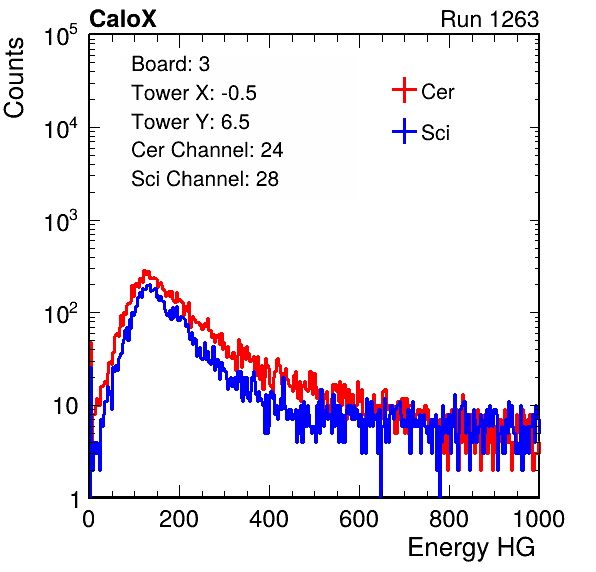 CaloX Run 1263
Counts
Board: 3
Tower X: -0.5
Tower Y: 6.5
Cer Channel: 24
Sci Channel: 28
Cer
Sci
10^5
10^4
10^3
10^2
10
1
0 200 400 600 800 1000
Energy HG